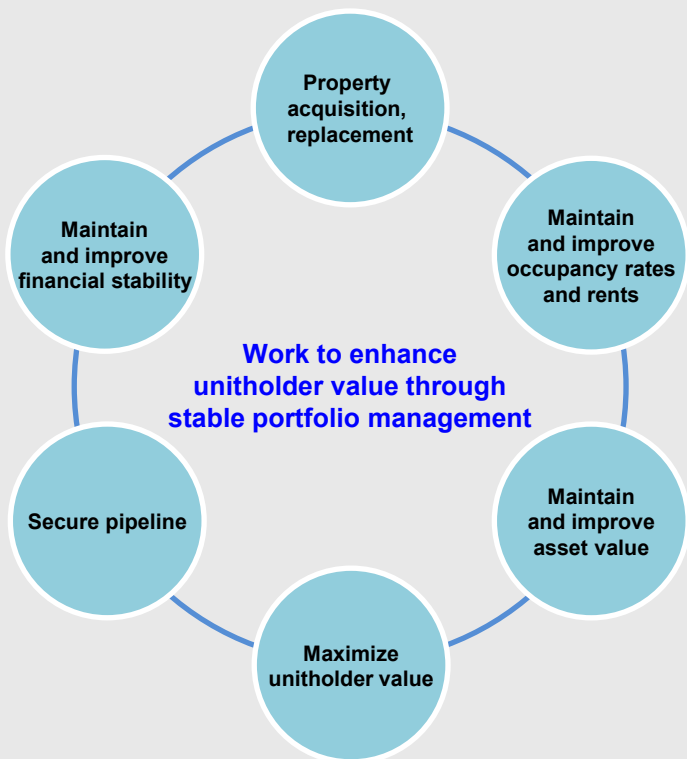 Property
acquisition,
replacement
Maintain
and improve
financial stability
Maintain
and improve
occupancy rates
and rents
Work to enhance
unitholder value through
stable portfolio management
Secure pipeline
Maintain
and improve
asset value
Maximize
unitholder value